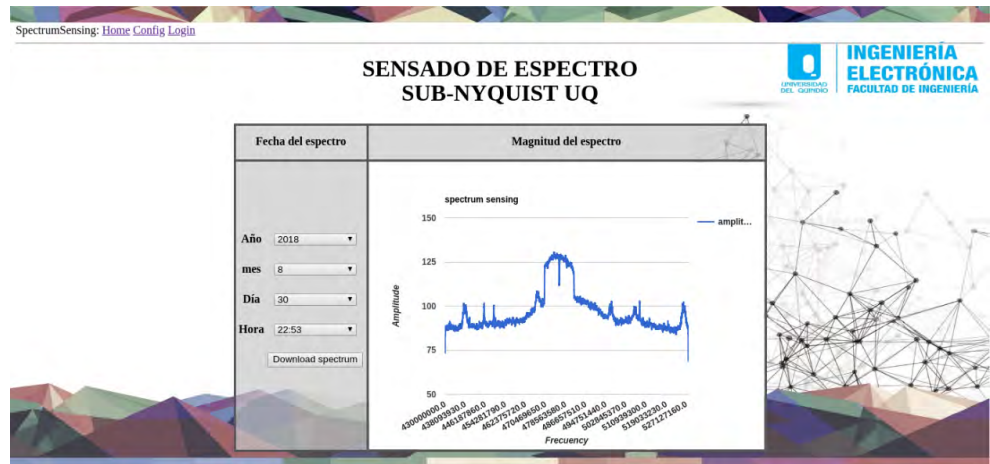 SpectrumSensing: Home Config Login
SENSADO DE ESPECTRO
SUB-NYQUIST UQ
UNIVERSIDAD
DEL QUINDÍO
INGENIERÍA
ELECTRÓNICA
FACULTAD DE INGENIERÍA
Fecha del espectro
Magnitud del espectro
Año 2018
mes 8
Día 30
Hora 22:53
Download spectrum
spectrum sensing
amplit...
150
125
100
75
50
Amplitude
430000000.0 438093930.0 446187860.0 454281790.0 462375720.0 470469650.0 478563580.0 486657510.0 494751440.0 502845370.0 510939300.0 519033230.0 527127160.0
Frecuency